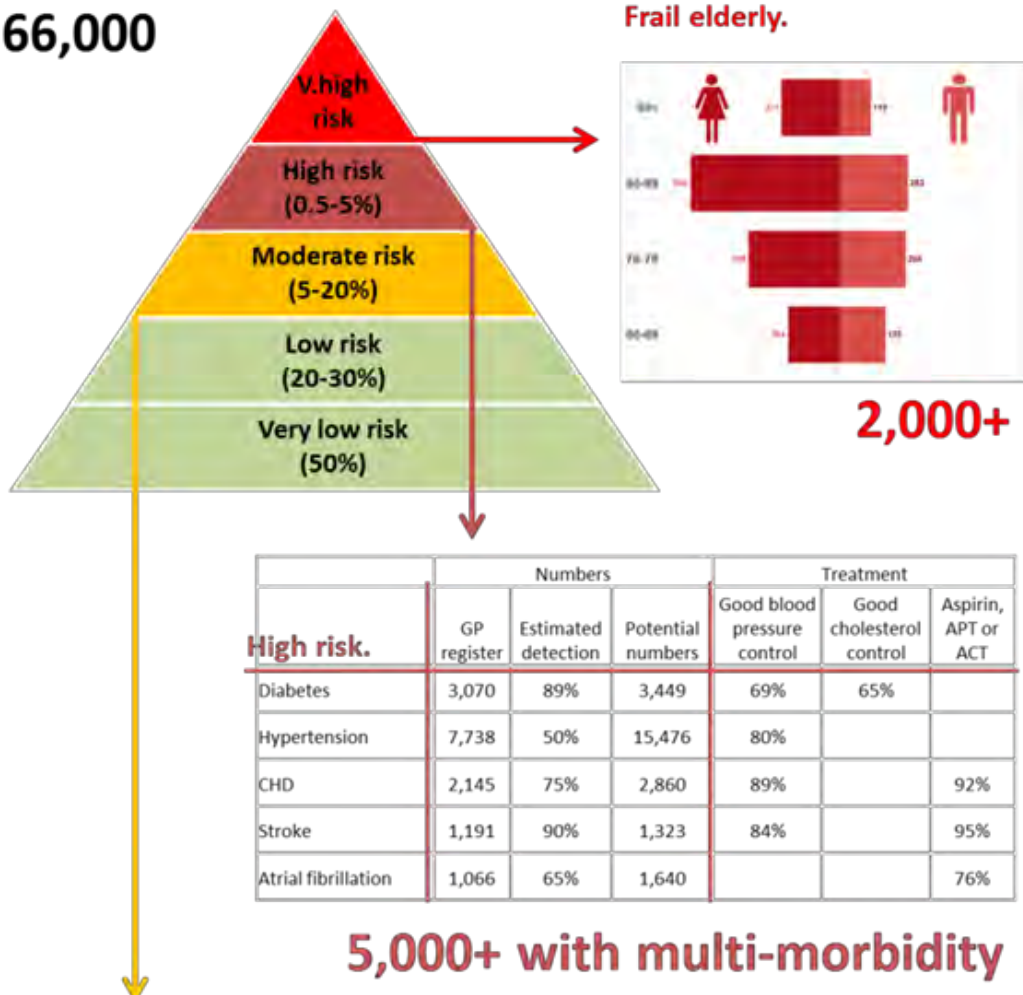 66,000
V.high
risk
High risk
(0.5-5%)
Moderate risk
(5-20%)
Low risk
(20-30%)
Very low risk
(50%)
Frail elderly.
2,000+
Numbers
Treatment
GP register
Estimated detection
Potential numbers
Good blood pressure control
Good cholesterol control
Aspirin, APT or ACT
High risk.
Diabetes 3,070 89% 3,449 69% 65%
Hypertension 7,738 50% 15,476 80%
CHD 2,145 75% 2,860 89% 92%
Stroke 1,191 90% 1,323 84% 95%
Atrial fibrillation 1,066 65% 1,640 76%
5,000+ with multi-morbidity